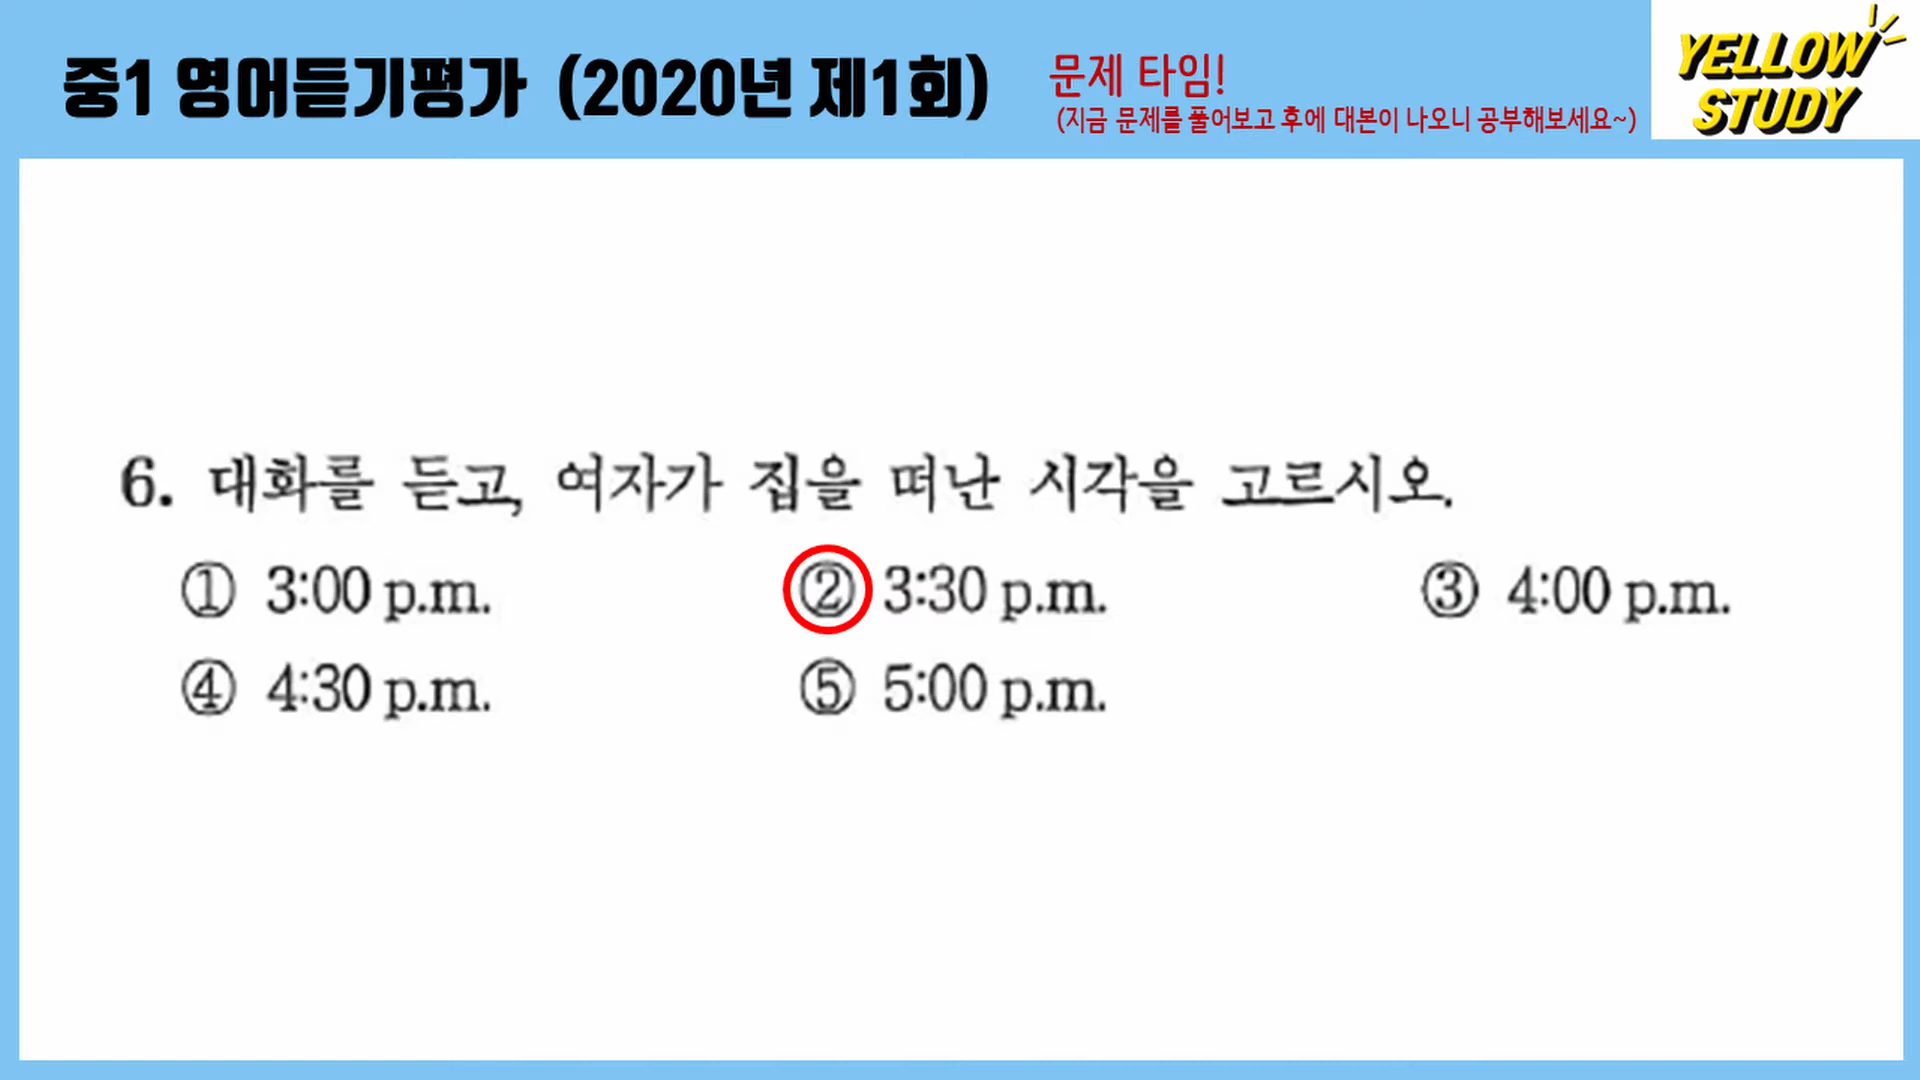 중1 영어듣기평가 (2020년 제1회)
문제 타임!
(지금 문제를 풀어보고 후에 대본이 나오니 공부해보세요~)
YELLOW
STUDY
6. 대화를 듣고, 여자가 집을 떠난 시각을 고르시오.
① 3:00 p.m. ② 3:30 p.m. ③ 4:00 p.m.
④ 4:30 p.m. ⑤ 5:00 p.m.